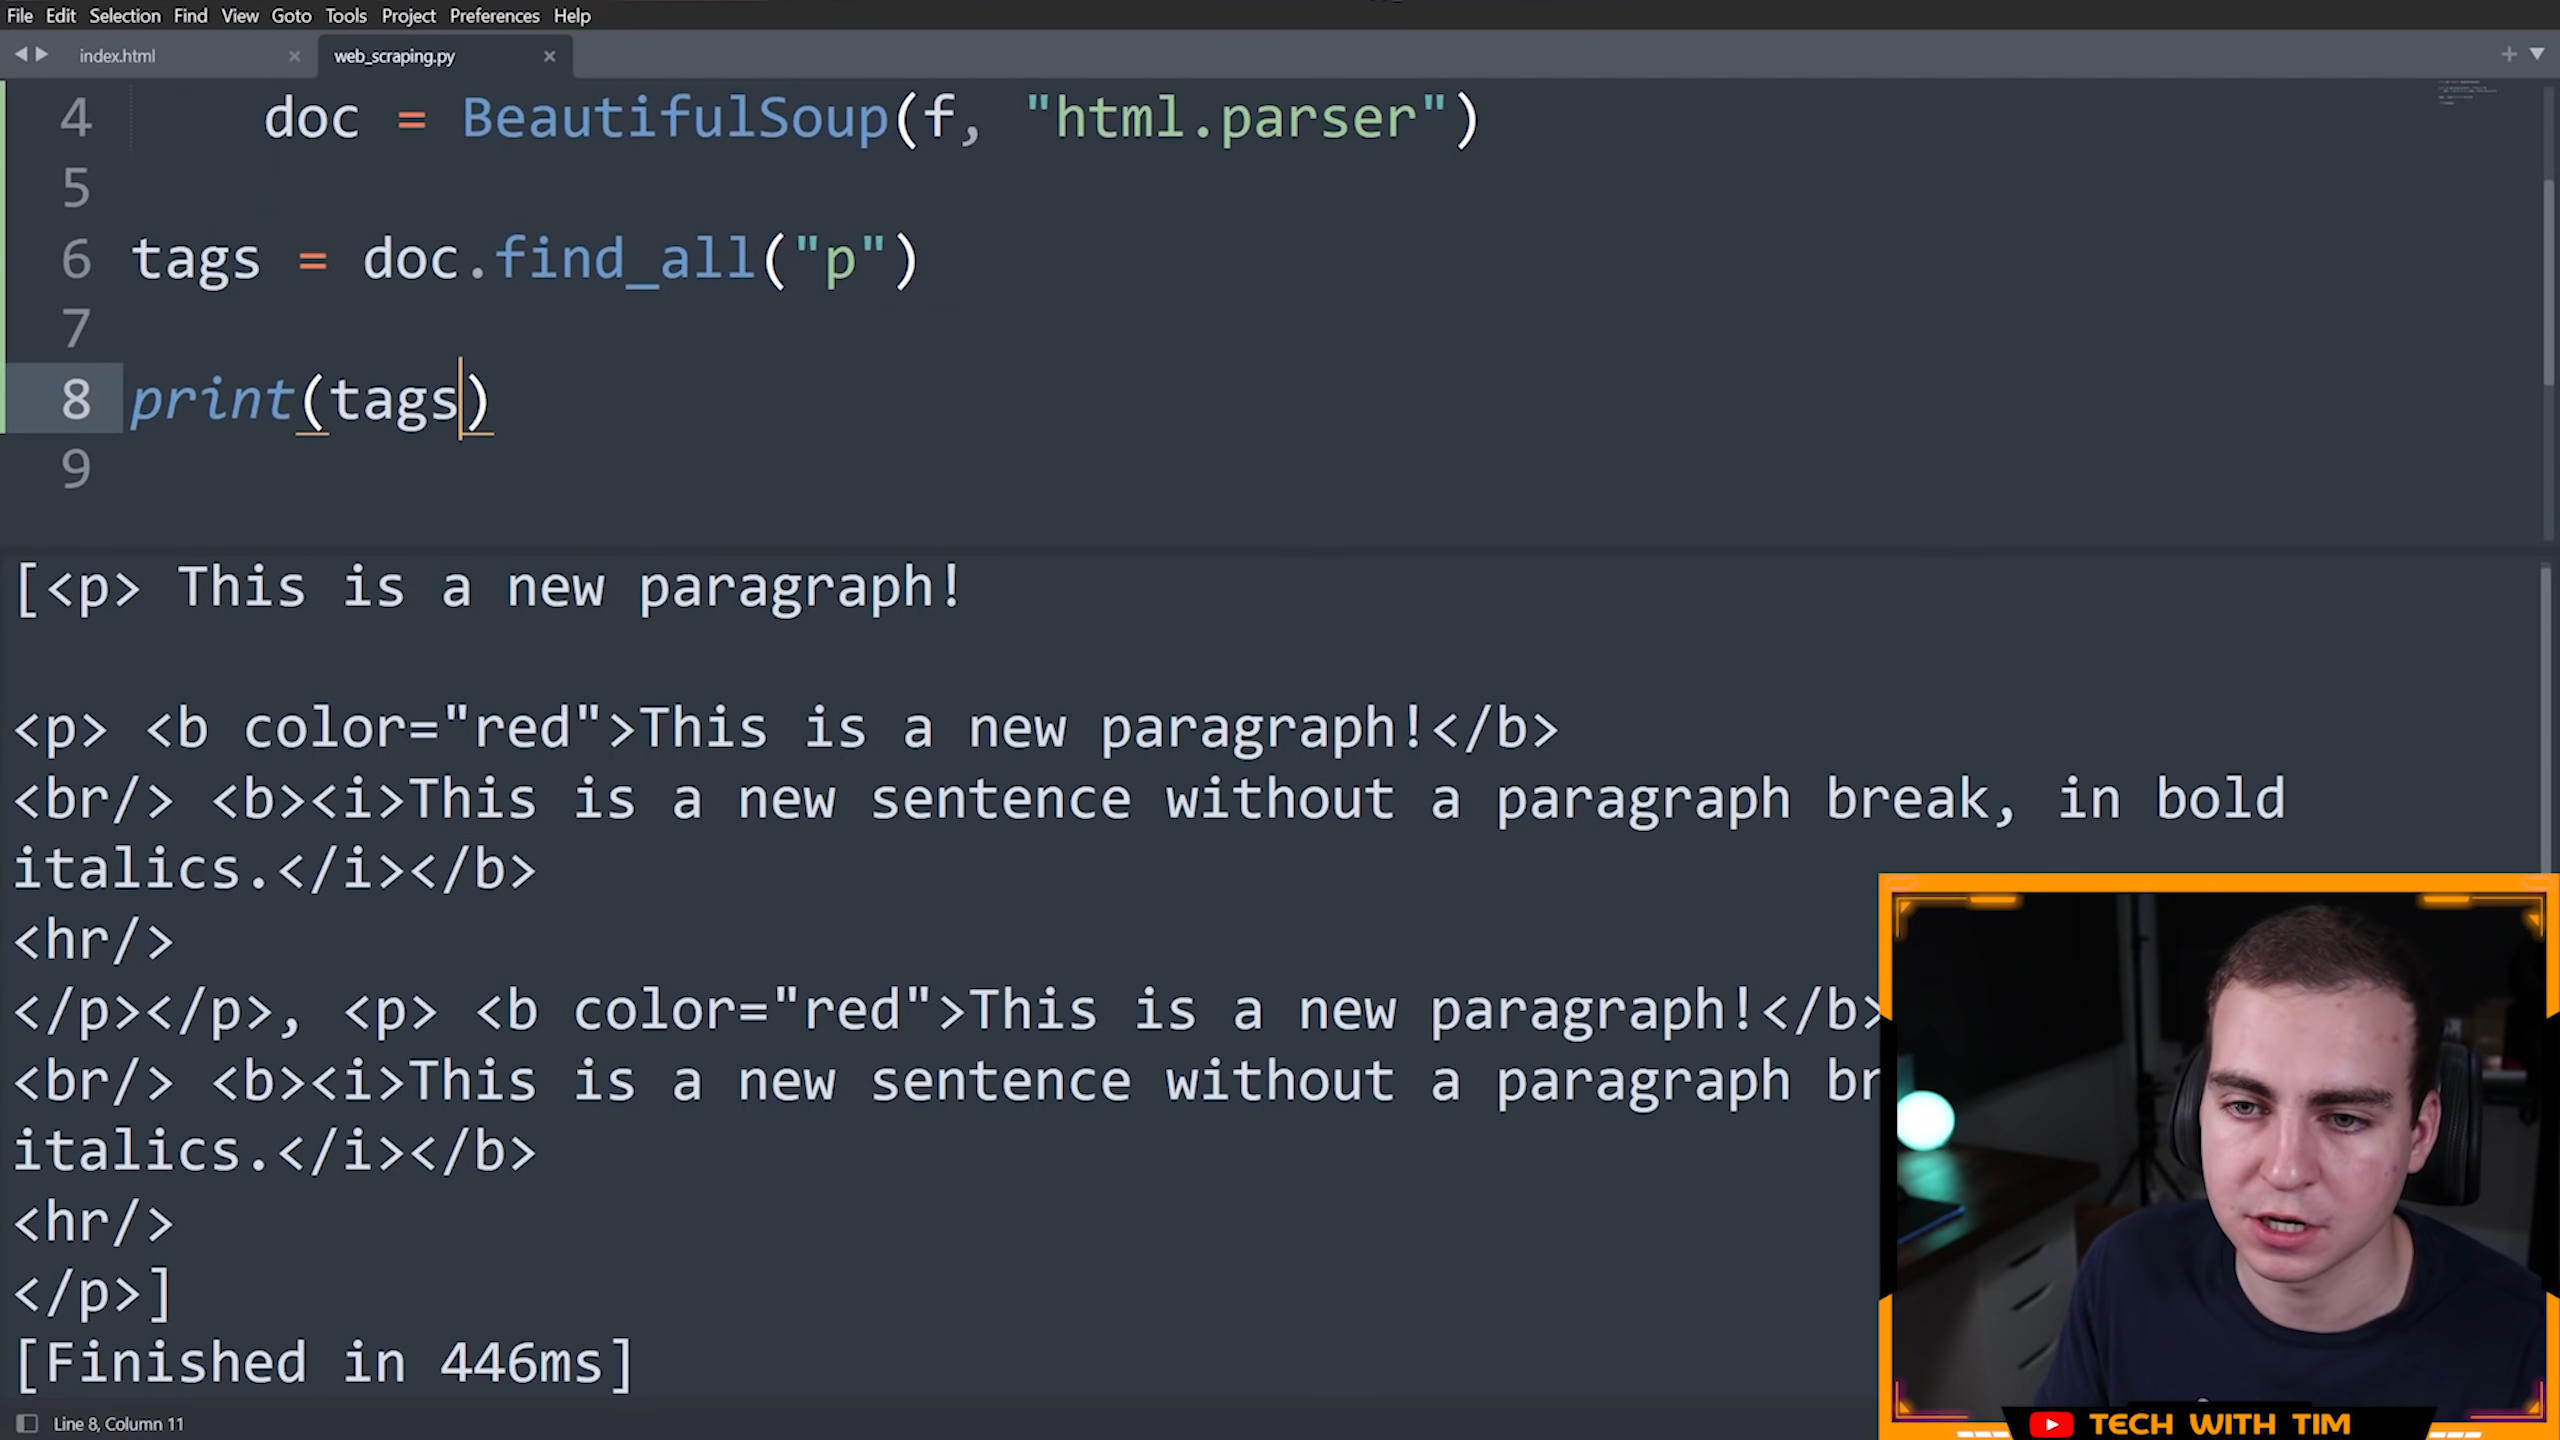 File Edit Selection Find View Goto Tools Project Preferences Help
index.html × web_scraping.py ×
4 doc = BeautifulSoup(f, "html.parser")
5
6 tags = doc.find_all("p")
7
8 print(tags)
9
[<p> This is a new paragraph!
<p> <b color="red">This is a new paragraph!</b>
<br/> <b><i>This is a new sentence without a paragraph break, in bold
italics.</i></b>
<hr/>
</p></p>, <p> <b color="red">This is a new paragraph!</b>
<br/> <b><i>This is a new sentence without a paragraph br
italics.</i></b>
<hr/>
</p>]
[Finished in 446ms]
Line 8, Column 11
TECH WITH TIM